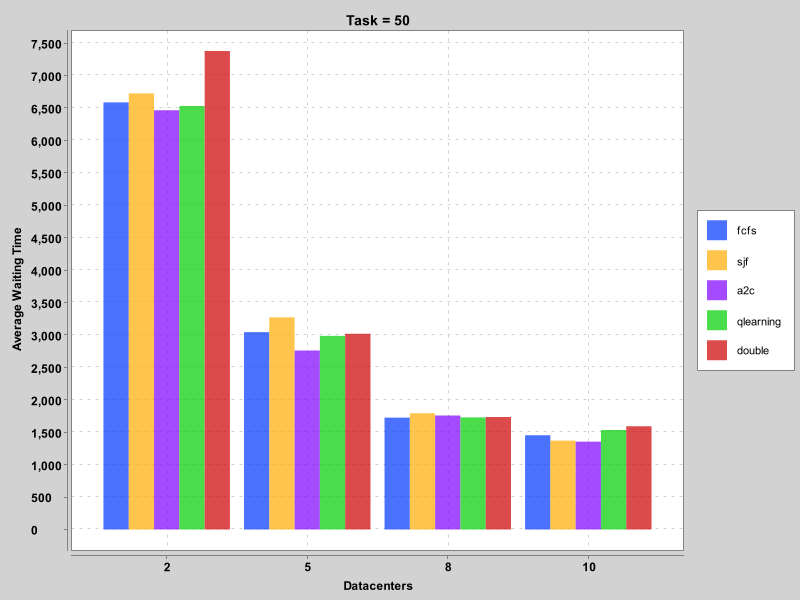 Task = 50
Average Waiting Time
7,500
7,000
6,500
6,000
5,500
5,000
4,500
4,000
3,500
3,000
2,500
2,000
1,500
1,000
500
0
2
5
8
10
Datacenters
fcfs
sjf
a2c
qlearning
double